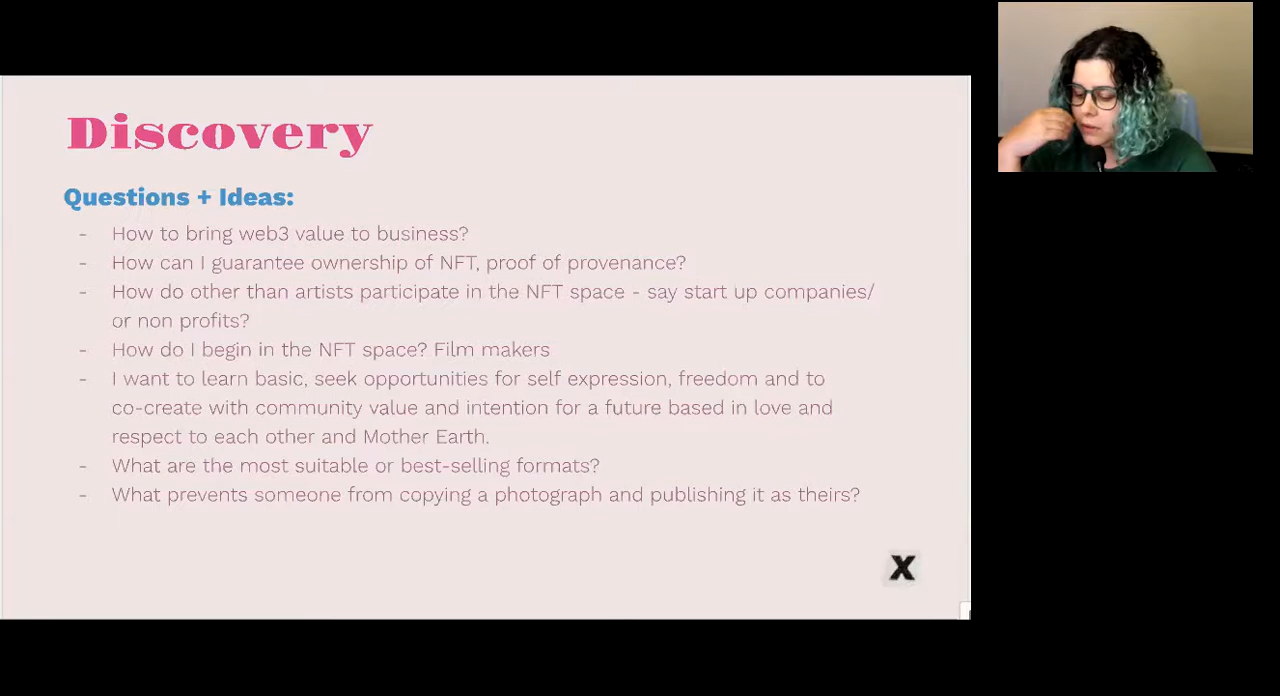 Discovery
Questions + Ideas:
- How to bring web3 value to business?
- How can I guarantee ownership of NFT, proof of provenance?
- How do other than artists participate in the NFT space - say start up companies/
or non profits?
- How do I begin in the NFT space? Film makers
- I want to learn basic, seek opportunities for self expression, freedom and to
co-create with community value and intention for a future based in love and
respect to each other and Mother Earth.
- What are the most suitable or best-selling formats?
- What prevents someone from copying a photograph and publishing it as theirs?
X